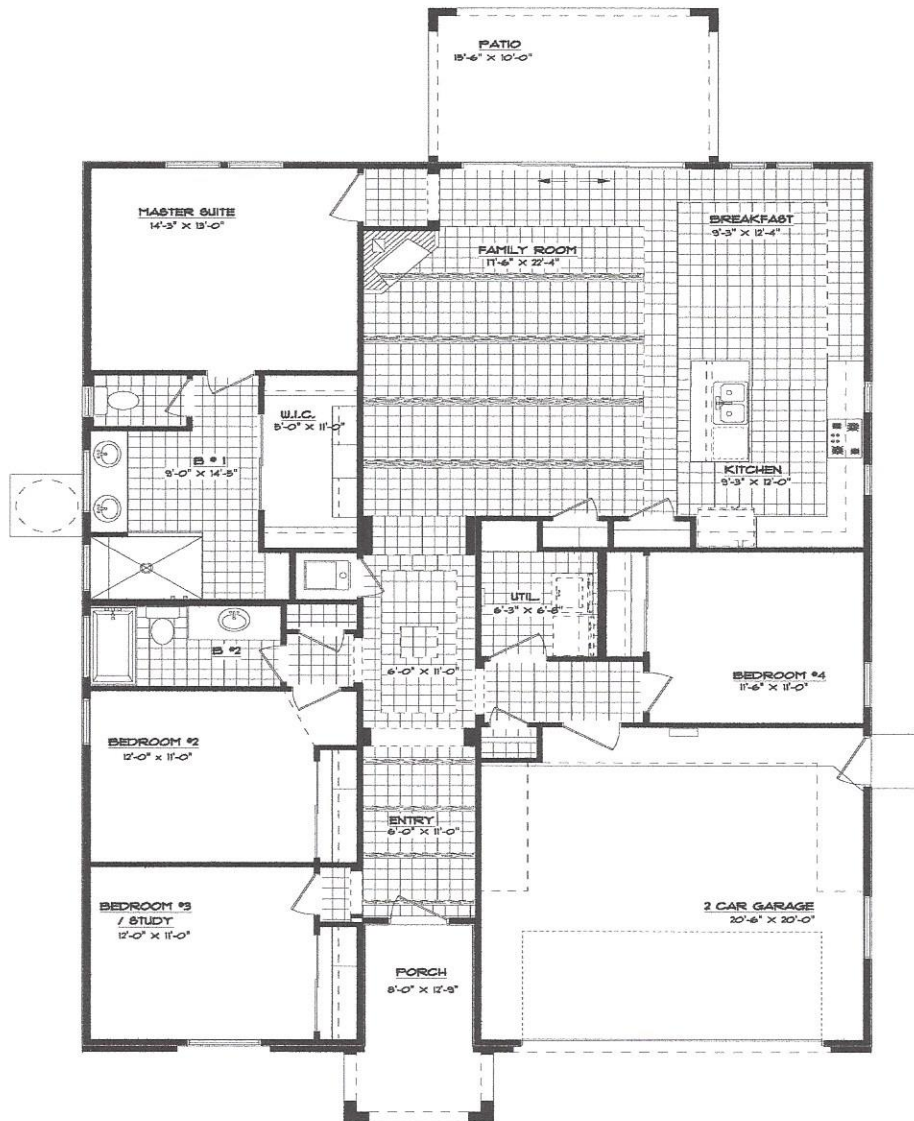 PATIO
15'-6" X 10'-0"
MASTER SUITE
14'-3" X 13'-0"
BREAKFAST
9'-3" X 12'-4"
FAMILY ROOM
17'-6" X 22'-4"
W.I.C.
5'-0" X 11'-0"
B #1
9'-0" X 14'-5"
KITCHEN
9'-3" X 12'-0"
UTIL.
6'-3" X 6'-8"
B #2
6'-0" X 11'-0"
BEDROOM #4
11'-6" X 11'-0"
BEDROOM #2
12'-0" X 11'-0"
ENTRY
6'-0" X 11'-0"
BEDROOM #3
/ STUDY
12'-0" X 11'-0"
2 CAR GARAGE
20'-6" X 20'-0"
PORCH
8'-0" X 12'-9"